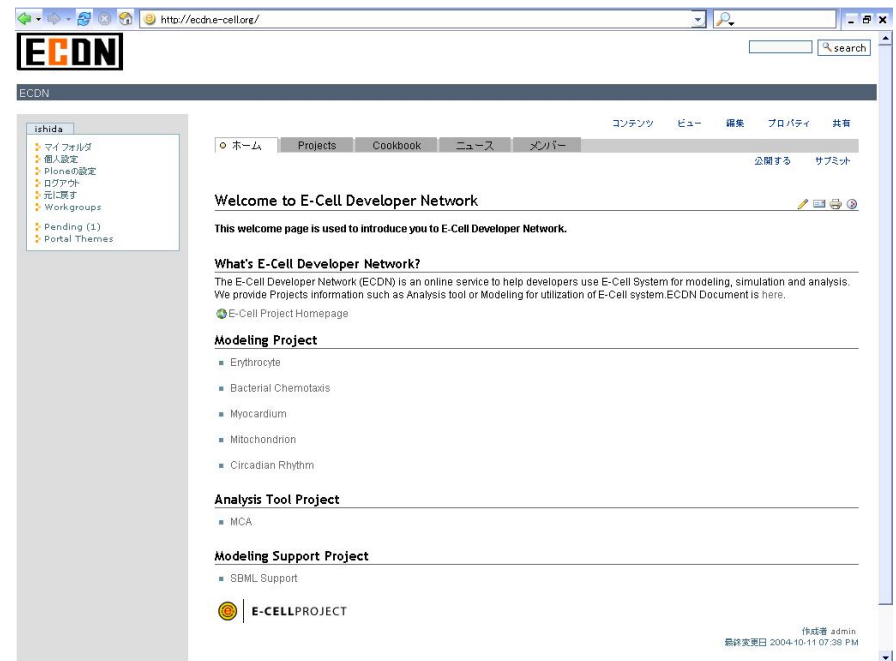 http://ecdn.e-cell.org/
ECDN
search
ECDN
ishida
マイフォルダ
個人設定
Ploneの設定
ログアウト
元に戻す
Workgroups
Pending (1)
Portal Themes
コンテンツ ビュー 編集 プロパティ 共有
ホーム Projects Cookbook ニュース メンバー
公開する サブミット
Welcome to E-Cell Developer Network
This welcome page is used to introduce you to E-Cell Developer Network.
What's E-Cell Developer Network?
The E-Cell Developer Network (ECDN) is an online service to help developers use E-Cell System for modeling, simulation and analysis.
We provide Projects information such as Analysis tool or Modeling for utilization of E-Cell system.ECDN Document is here.
E-Cell Project Homepage
Modeling Project
Erythrocyte
Bacterial Chemotaxis
Myocardium
Mitochondrion
Circadian Rhythm
Analysis Tool Project
MCA
Modeling Support Project
SBML Support
E-CELLPROJECT
作成者 admin
最終変更日 2004-10-11 07:38 PM